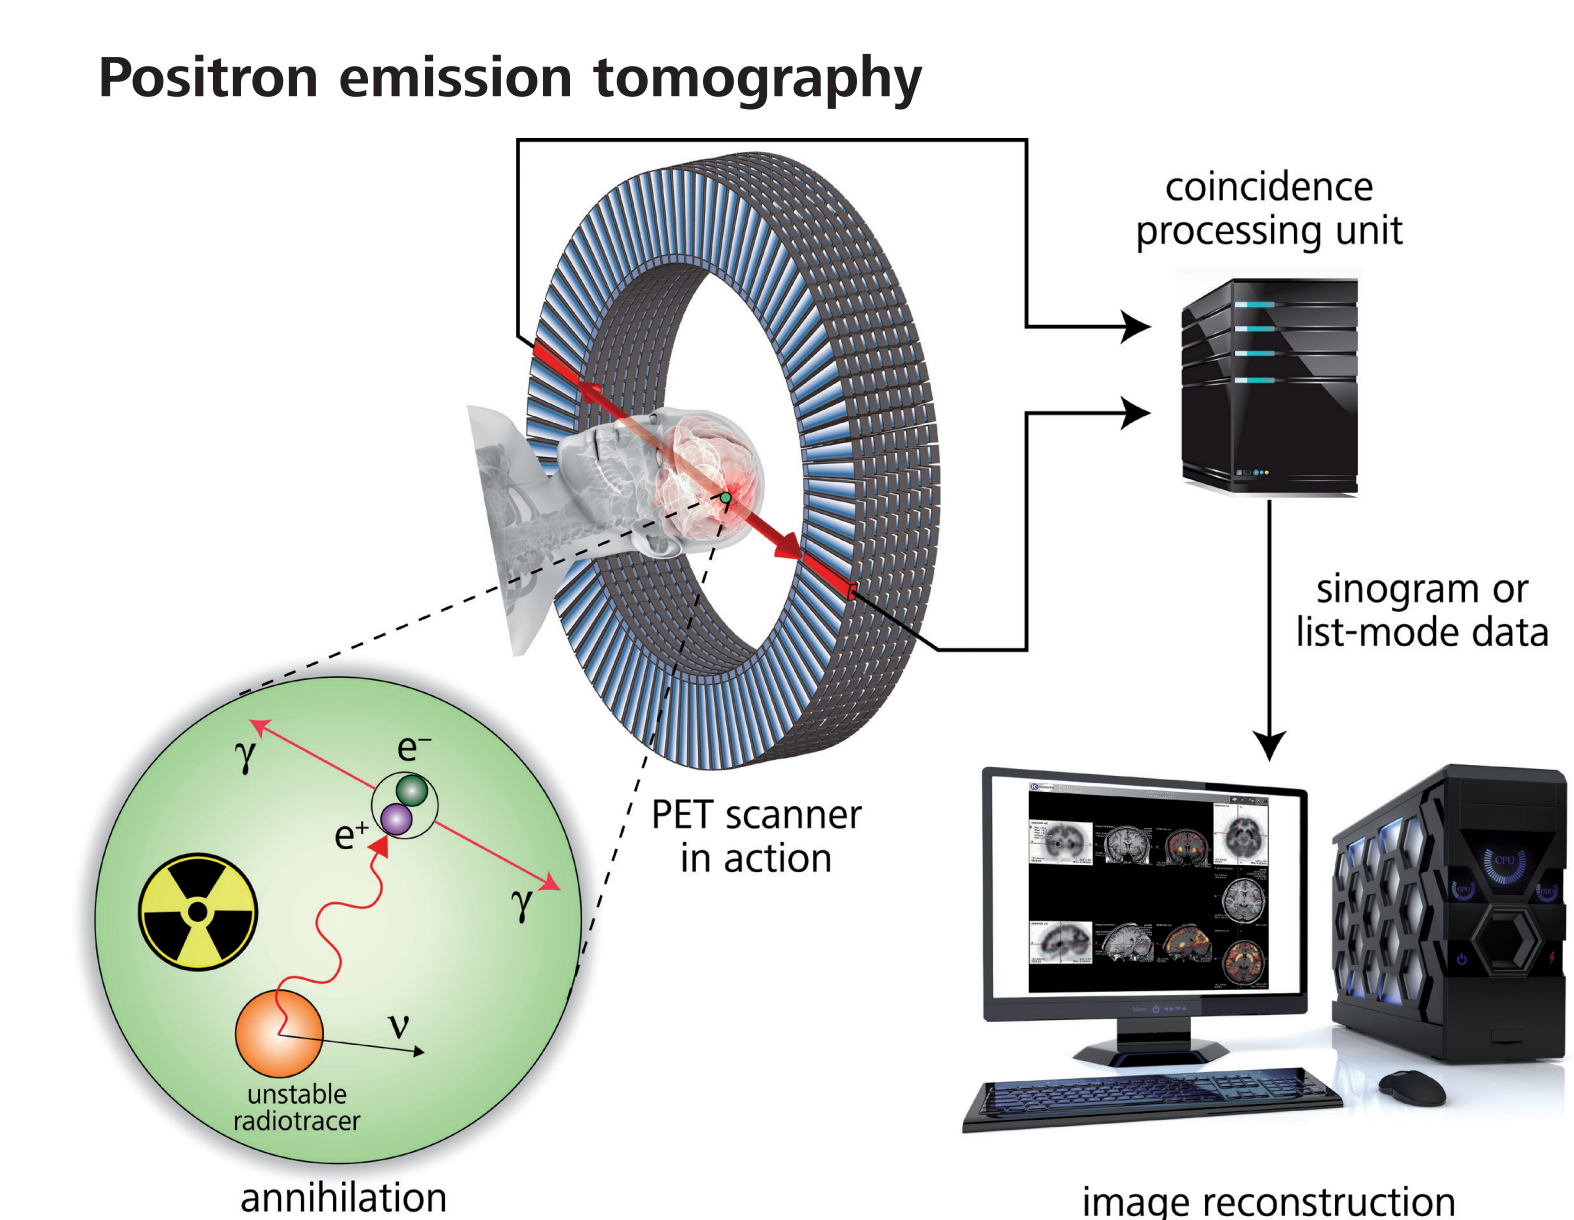 Positron emission tomography
coincidence
processing unit
sinogram or
list-mode data
γ
e⁻
e⁺
γ
PET scanner
in action
ν
unstable
radiotracer
annihilation
CPU
image reconstruction